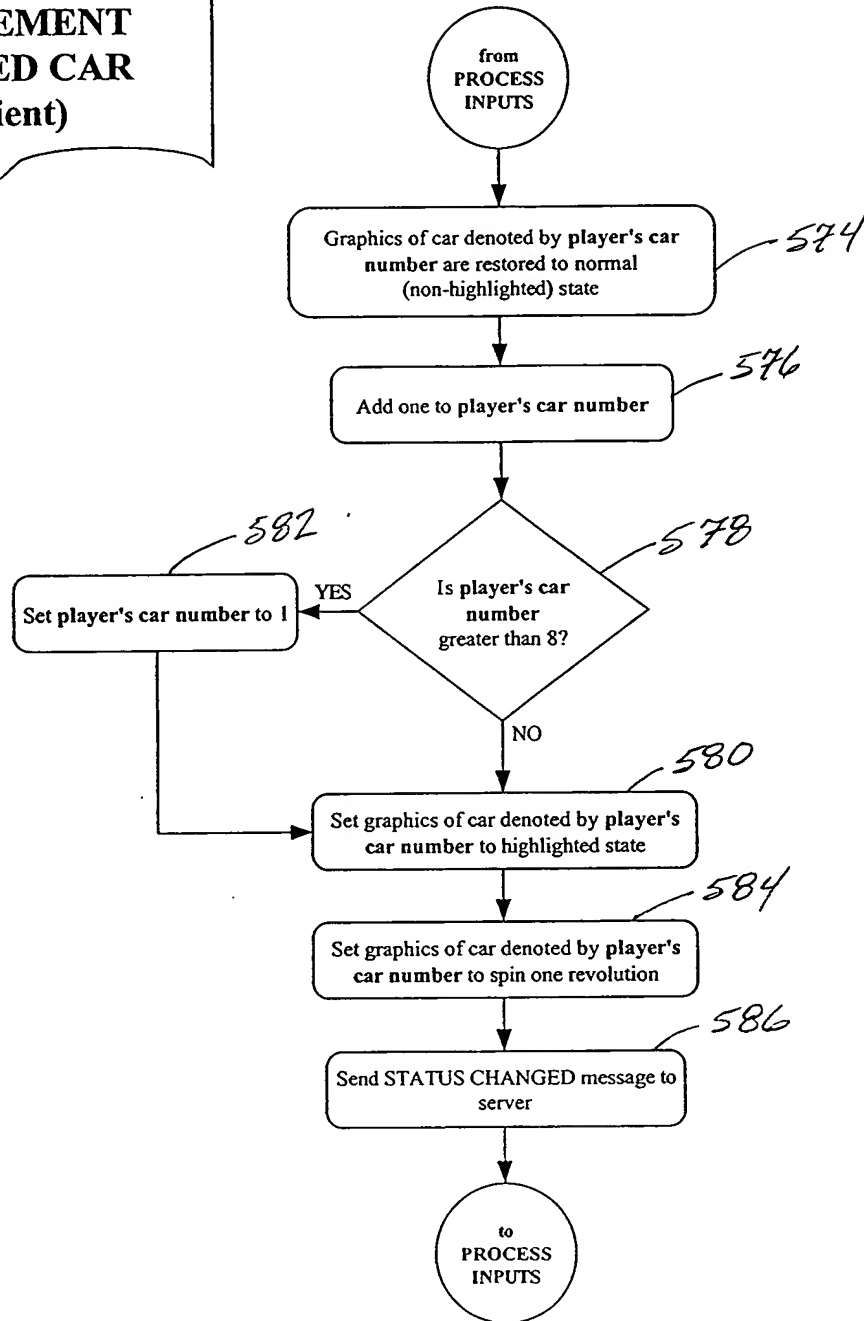 EMENT
ED CAR
ient)
from
PROCESS
INPUTS
Graphics of car denoted by player's car
number are restored to normal
(non-highlighted) state
574
Add one to player's car number
576
Is player's car
number
greater than 8?
578
YES
582
Set player's car number to 1
NO
580
Set graphics of car denoted by player's
car number to highlighted state
584
Set graphics of car denoted by player's
car number to spin one revolution
586
Send STATUS CHANGED message to
server
to
PROCESS
INPUTS